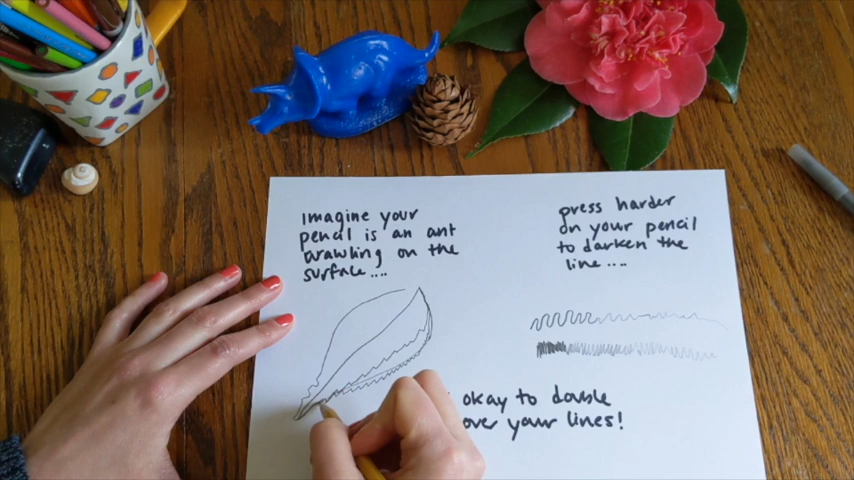 Imagine your
pencil is an ant
crawling on the
surface....
press harder
on your pencil
to darken the
line....
okay to double
over your lines!